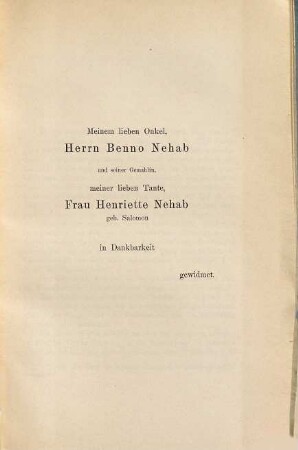 Meinem lieben Onkel,
Herrn Benno Nehab
und seiner Gemahlin,
meiner lieben Tante,
Frau Henriette Nehab
geb. Salomon
in Dankbarkeit
gewidmet.